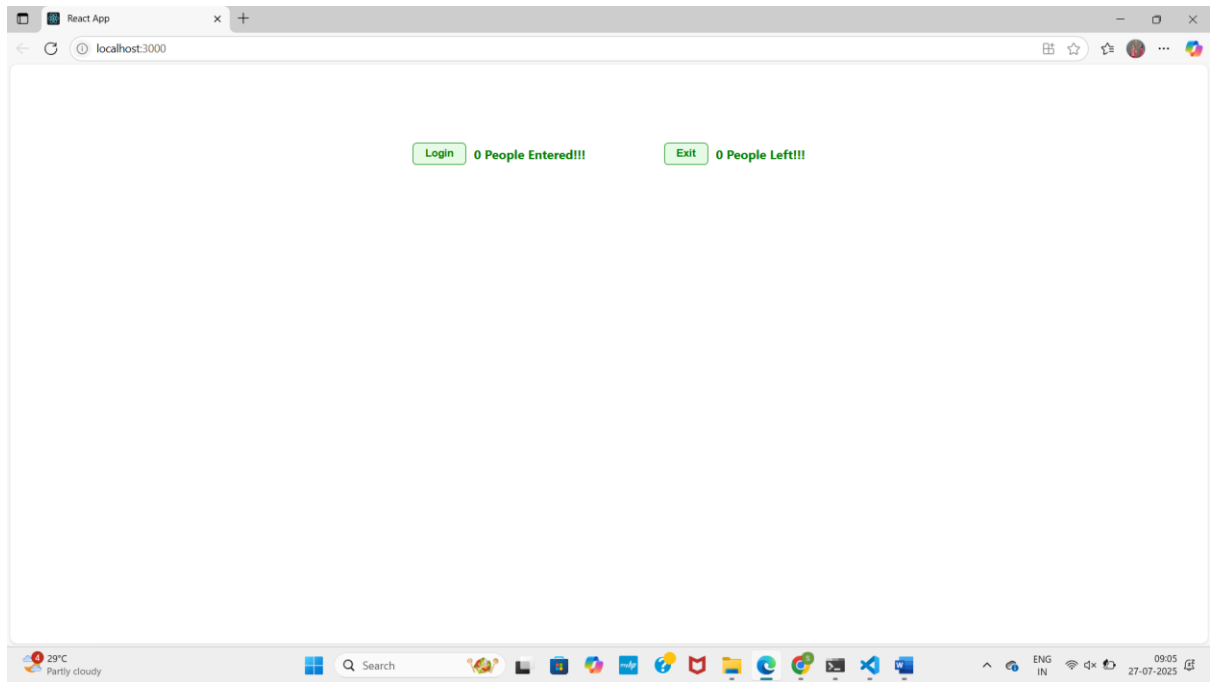 React App
localhost:3000
Login 0 People Entered!!! Exit 0 People Left!!!
4 29°C
Partly cloudy
Search
ENG
IN
09:05
27-07-2025